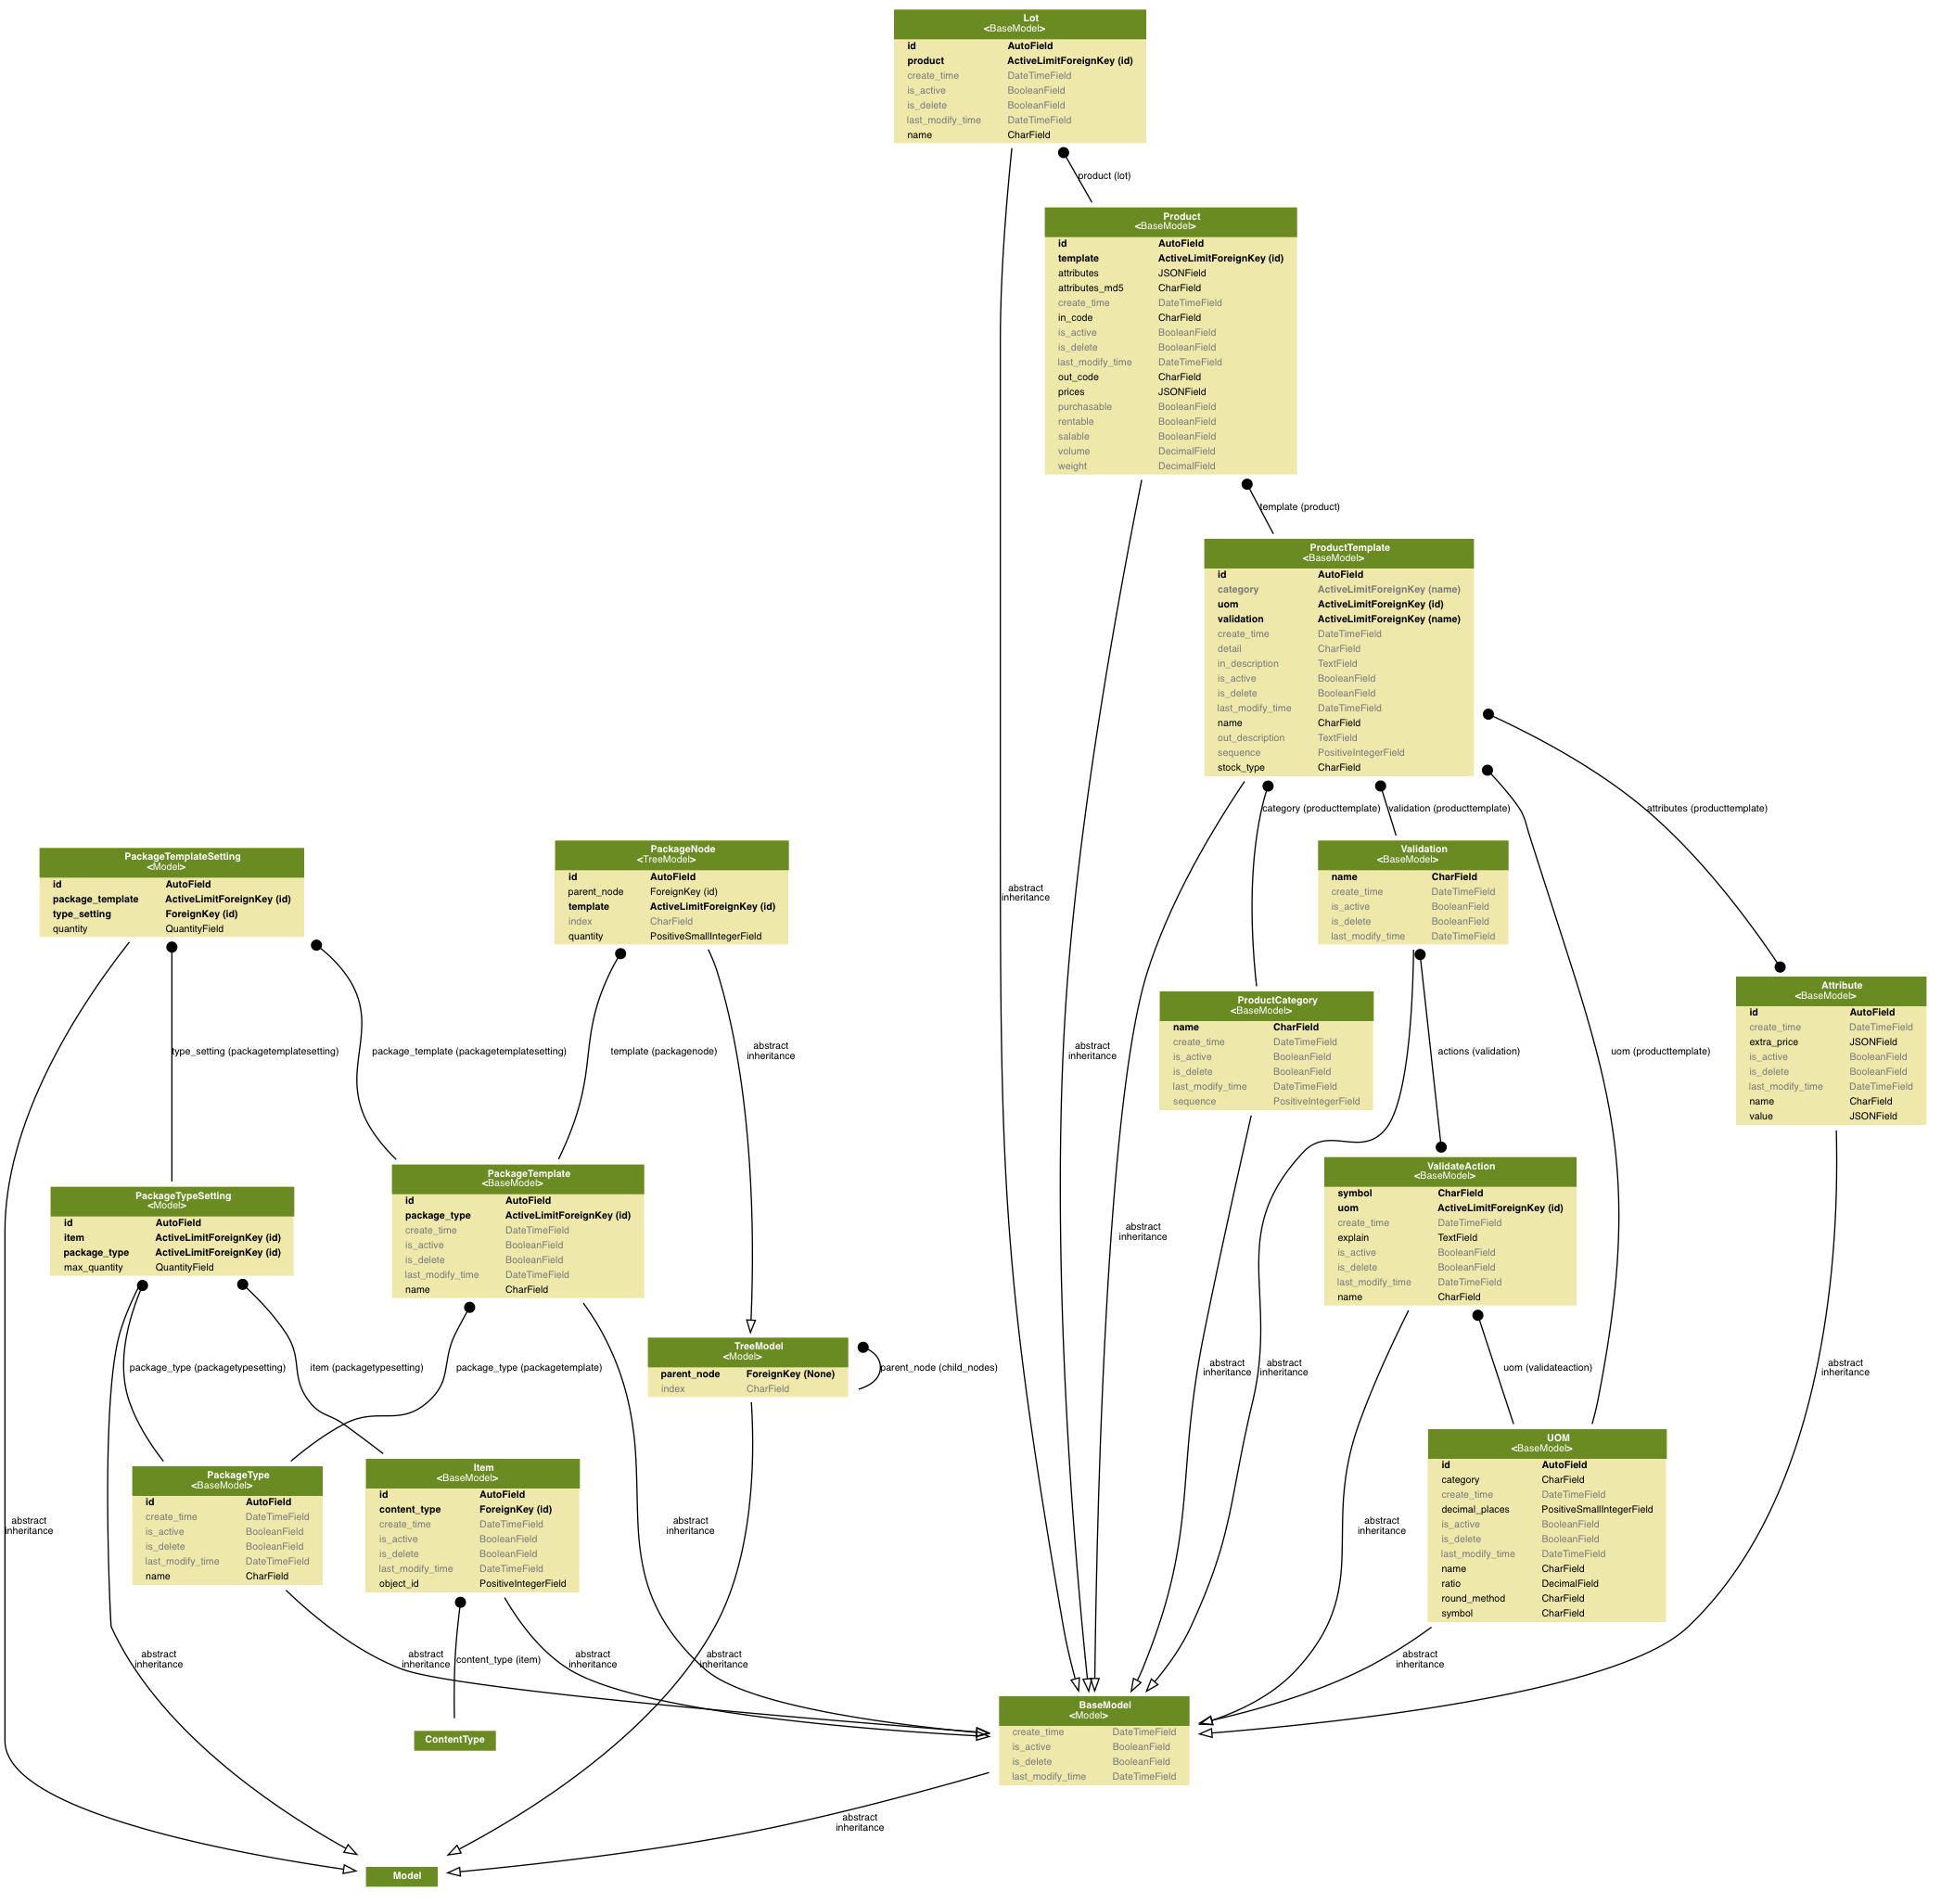 Lot
<BaseModel>
id AutoField
product ActiveLimitForeignKey (id)
create_time DateTimeField
is_active BooleanField
is_delete BooleanField
last_modify_time DateTimeField
name CharField
product (lot)
Product
<BaseModel>
id AutoField
template ActiveLimitForeignKey (id)
attributes JSONField
attributes_md5 CharField
create_time DateTimeField
in_code CharField
is_active BooleanField
is_delete BooleanField
last_modify_time DateTimeField
out_code CharField
prices JSONField
purchasable BooleanField
rentable BooleanField
salable BooleanField
volume DecimalField
weight DecimalField
template (product)
ProductTemplate
<BaseModel>
id AutoField
category ActiveLimitForeignKey (name)
uom ActiveLimitForeignKey (id)
validation ActiveLimitForeignKey (name)
create_time DateTimeField
detail CharField
in_description TextField
is_active BooleanField
is_delete BooleanField
last_modify_time DateTimeField
name CharField
out_description TextField
sequence PositiveIntegerField
stock_type CharField
category (producttemplate)
validation (producttemplate)
attributes (producttemplate)
PackageTemplateSetting
<Model>
id AutoField
package_template ActiveLimitForeignKey (id)
type_setting ForeignKey (id)
quantity QuantityField
PackageNode
<TreeModel>
id AutoField
parent_node ForeignKey (id)
template ActiveLimitForeignKey (id)
index CharField
quantity PositiveSmallIntegerField
abstract
inheritance
Validation
<BaseModel>
name CharField
create_time DateTimeField
is_active BooleanField
is_delete BooleanField
last_modify_time DateTimeField
ProductCategory
<BaseModel>
name CharField
create_time DateTimeField
is_active BooleanField
is_delete BooleanField
last_modify_time DateTimeField
sequence PositiveIntegerField
Attribute
<BaseModel>
id AutoField
create_time DateTimeField
extra_price JSONField
is_active BooleanField
is_delete BooleanField
last_modify_time DateTimeField
name CharField
value JSONField
type_setting (packagetemplatesetting)
package_template (packagetemplatesetting)
template (packagenode)
abstract
inheritance
abstract
inheritance
actions (validation)
uom (producttemplate)
PackageTypeSetting
<Model>
id AutoField
item ActiveLimitForeignKey (id)
package_type ActiveLimitForeignKey (id)
max_quantity QuantityField
PackageTemplate
<BaseModel>
id AutoField
package_type ActiveLimitForeignKey (id)
create_time DateTimeField
is_active BooleanField
is_delete BooleanField
last_modify_time DateTimeField
name CharField
abstract
inheritance
ValidateAction
<BaseModel>
symbol CharField
uom ActiveLimitForeignKey (id)
create_time DateTimeField
explain TextField
is_active BooleanField
is_delete BooleanField
last_modify_time DateTimeField
name CharField
package_type (packagetypesetting)
item (packagetypesetting)
package_type (packagetemplate)
TreeModel
<Model>
parent_node ForeignKey (None)
index CharField
parent_node (child_nodes)
abstract
inheritance
abstract
inheritance
uom (validateaction)
abstract
inheritance
PackageType
<BaseModel>
id AutoField
create_time DateTimeField
is_active BooleanField
is_delete BooleanField
last_modify_time DateTimeField
name CharField
Item
<BaseModel>
id AutoField
content_type ForeignKey (id)
create_time DateTimeField
is_active BooleanField
is_delete BooleanField
last_modify_time DateTimeField
object_id PositiveIntegerField
UOM
<BaseModel>
id AutoField
category CharField
create_time DateTimeField
decimal_places PositiveSmallIntegerField
is_active BooleanField
is_delete BooleanField
last_modify_time DateTimeField
name CharField
ratio DecimalField
round_method CharField
symbol CharField
abstract
inheritance
abstract
inheritance
abstract
inheritance
abstract
inheritance
abstract
inheritance
content_type (item)
abstract
inheritance
abstract
inheritance
abstract
inheritance
ContentType
BaseModel
<Model>
create_time DateTimeField
is_active BooleanField
is_delete BooleanField
last_modify_time DateTimeField
abstract
inheritance
Model